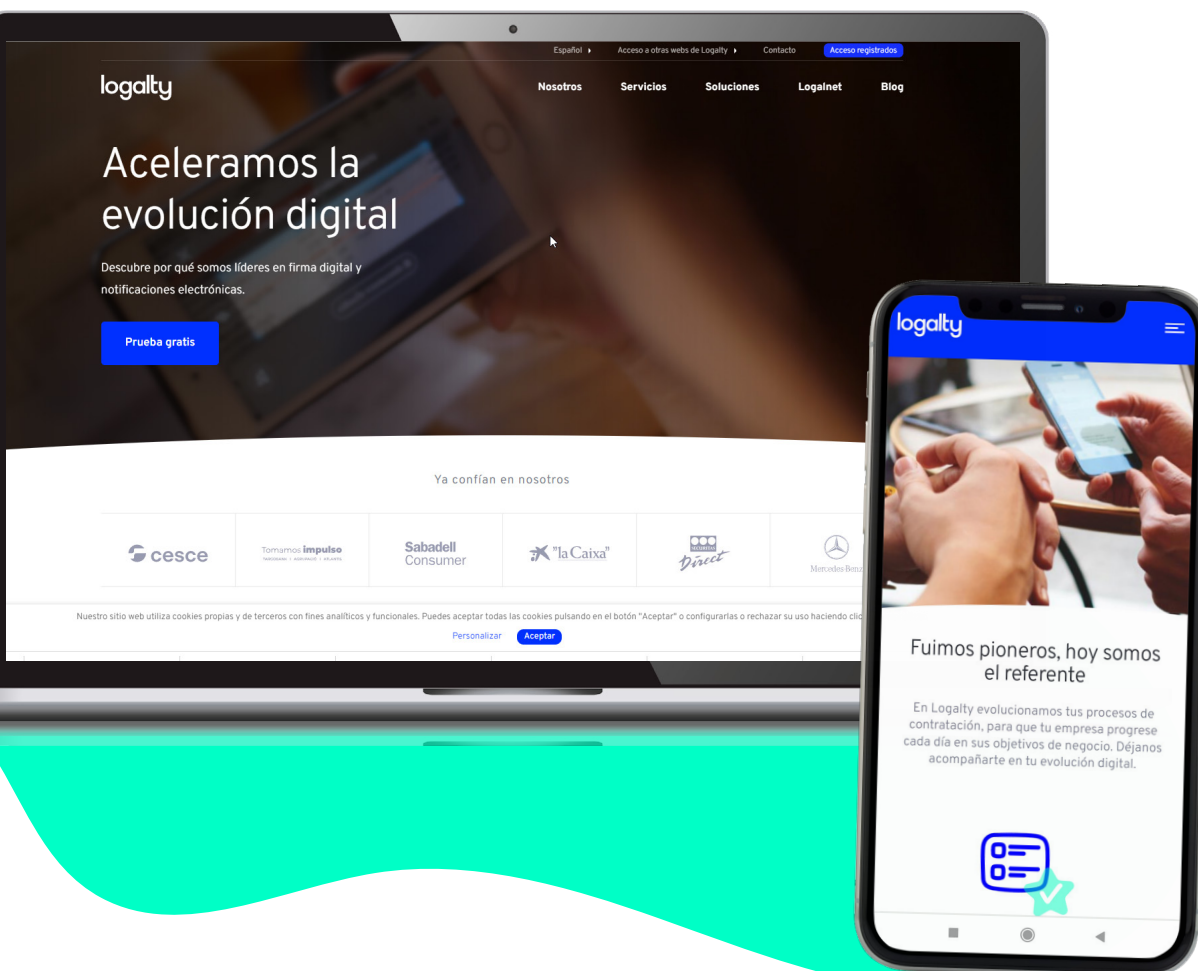 Español
Acceso a otras webs de Logalty
Contacto
Acceso registrados
logalty
Nosotros
Servicios
Soluciones
Logalnet
Blog
Aceleramos la
evolución digital
Descubre por qué somos líderes en firma digital y
notificaciones electrónicas.
Prueba gratis
Ya confían en nosotros
cesce
Tomamos impulso
Sabadell
Consumer
"la Caixa"
Direct
Mercedes-Benz
Nuestro sitio web utiliza cookies propias y de terceros con fines analíticos y funcionales. Puedes aceptar todas las cookies pulsando en el botón "Aceptar" o configurarlas o rechazar su uso haciendo clic
Personalizar
Aceptar
logalty
Fuimos pioneros, hoy somos
el referente
En Logalty evolucionamos tus procesos de
contratación, para que tu empresa progrese
cada día en sus objetivos de negocio. Déjanos
acompañarte en tu evolución digital.